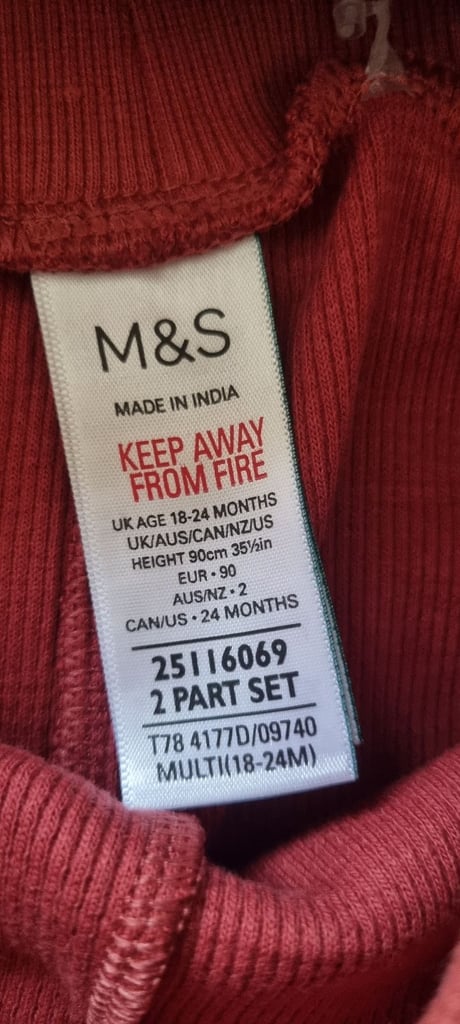 M&S
MADE IN INDIA
KEEP AWAY
FROM FIRE
UK AGE 18-24 MONTHS
UK/AUS/CAN/NZ/US
HEIGHT 90cm 35½in
EUR • 90
AUS/NZ • 2
CAN/US • 24 MONTHS
25116069
2 PART SET
T78 4177D/09740
MULTI(18-24M)